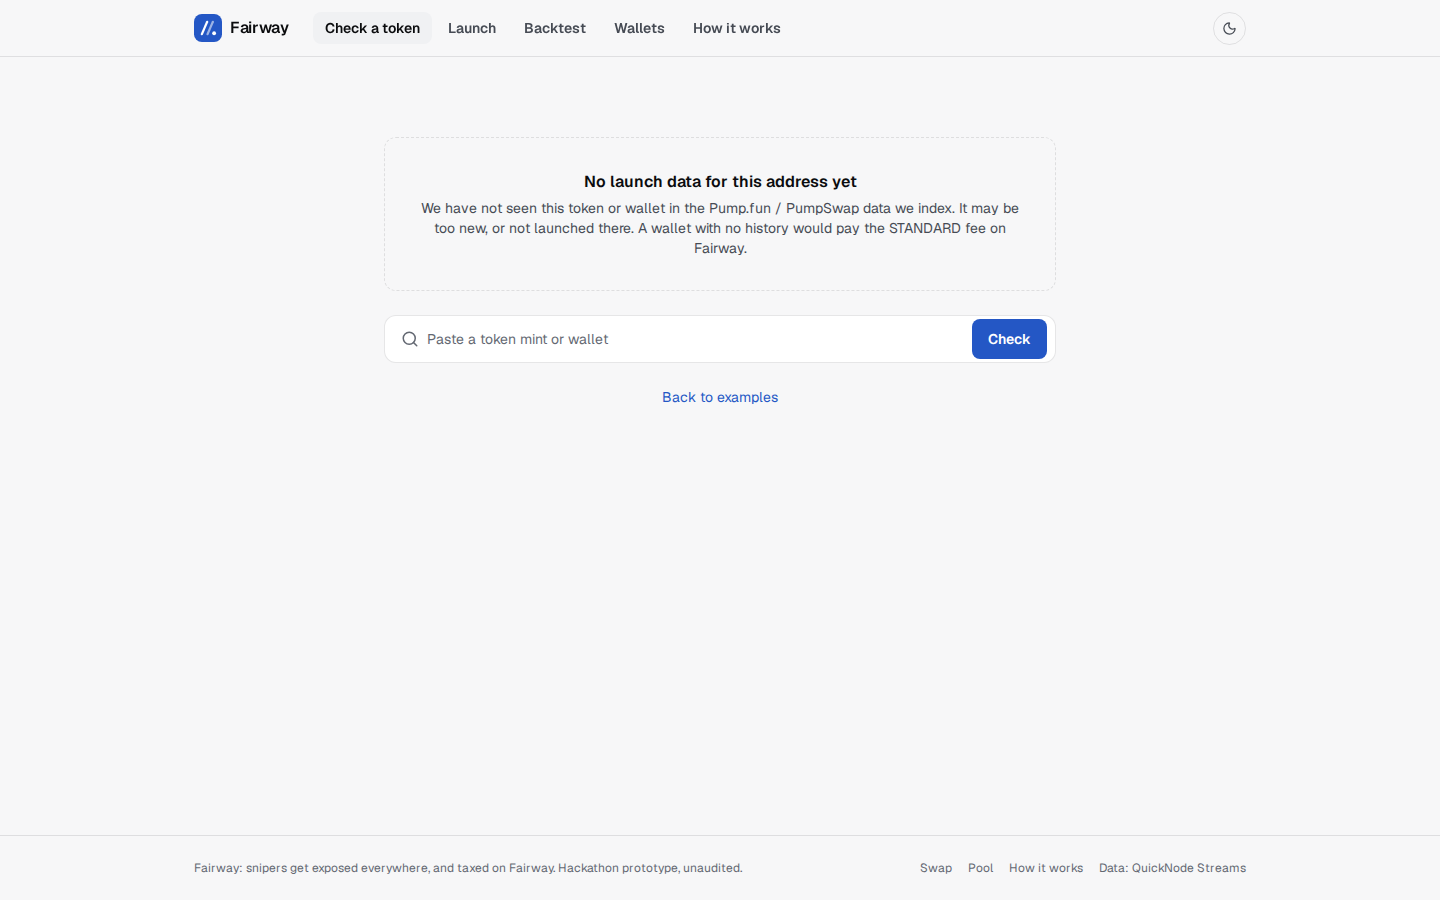 Fairway
Check a token
Launch
Backtest
Wallets
How it works
No launch data for this address yet
We have not seen this token or wallet in the Pump.fun / PumpSwap data we index. It may be
too new, or not launched there. A wallet with no history would pay the STANDARD fee on
Fairway.
Paste a token mint or wallet
Check
Back to examples
Fairway: snipers get exposed everywhere, and taxed on Fairway. Hackathon prototype, unaudited.
Swap
Pool
How it works
Data: QuickNode Streams